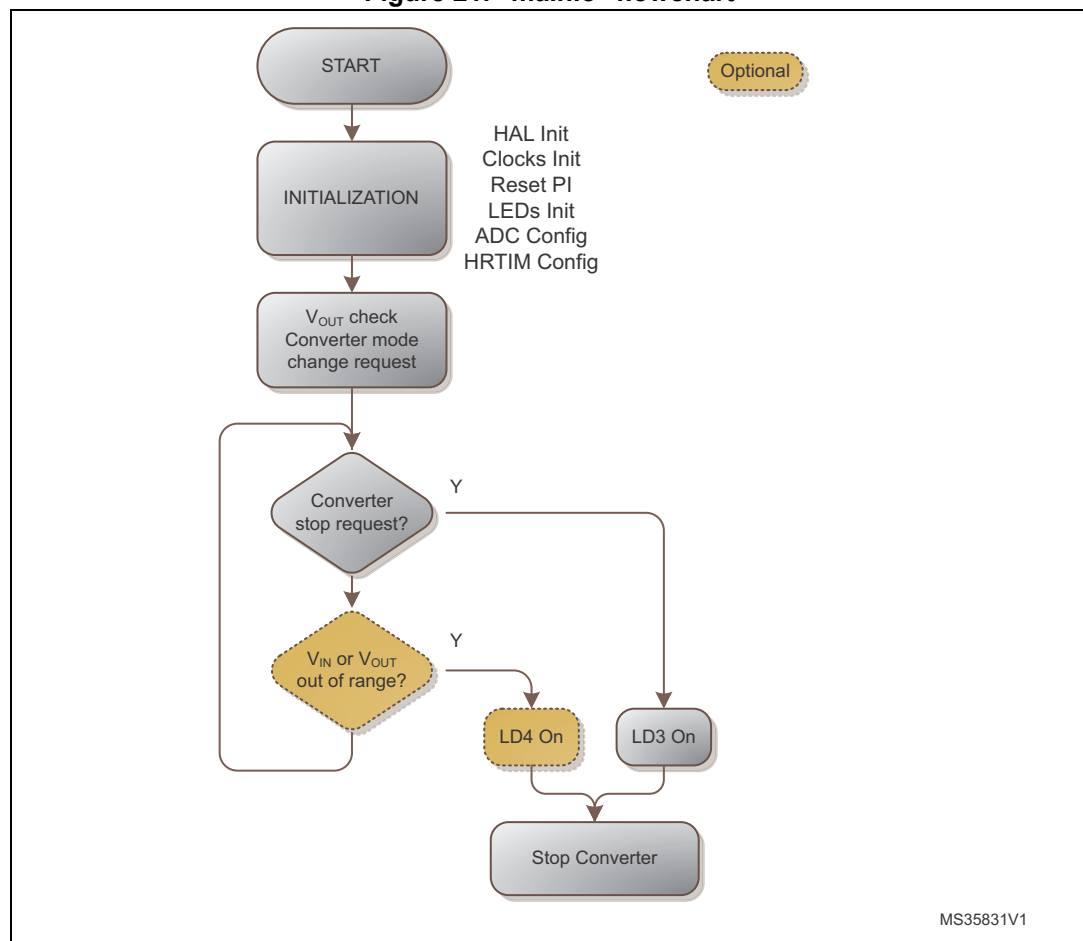 START
Optional
INITIALIZATION
HAL Init
Clocks Init
Reset PI
LEDs Init
ADC Config
HRTIM Config
VOUT check
Converter mode
change request
Converter
stop request?
Y
VIN or VOUT
out of range?
Y
LD4 On
LD3 On
Stop Converter
MS35831V1